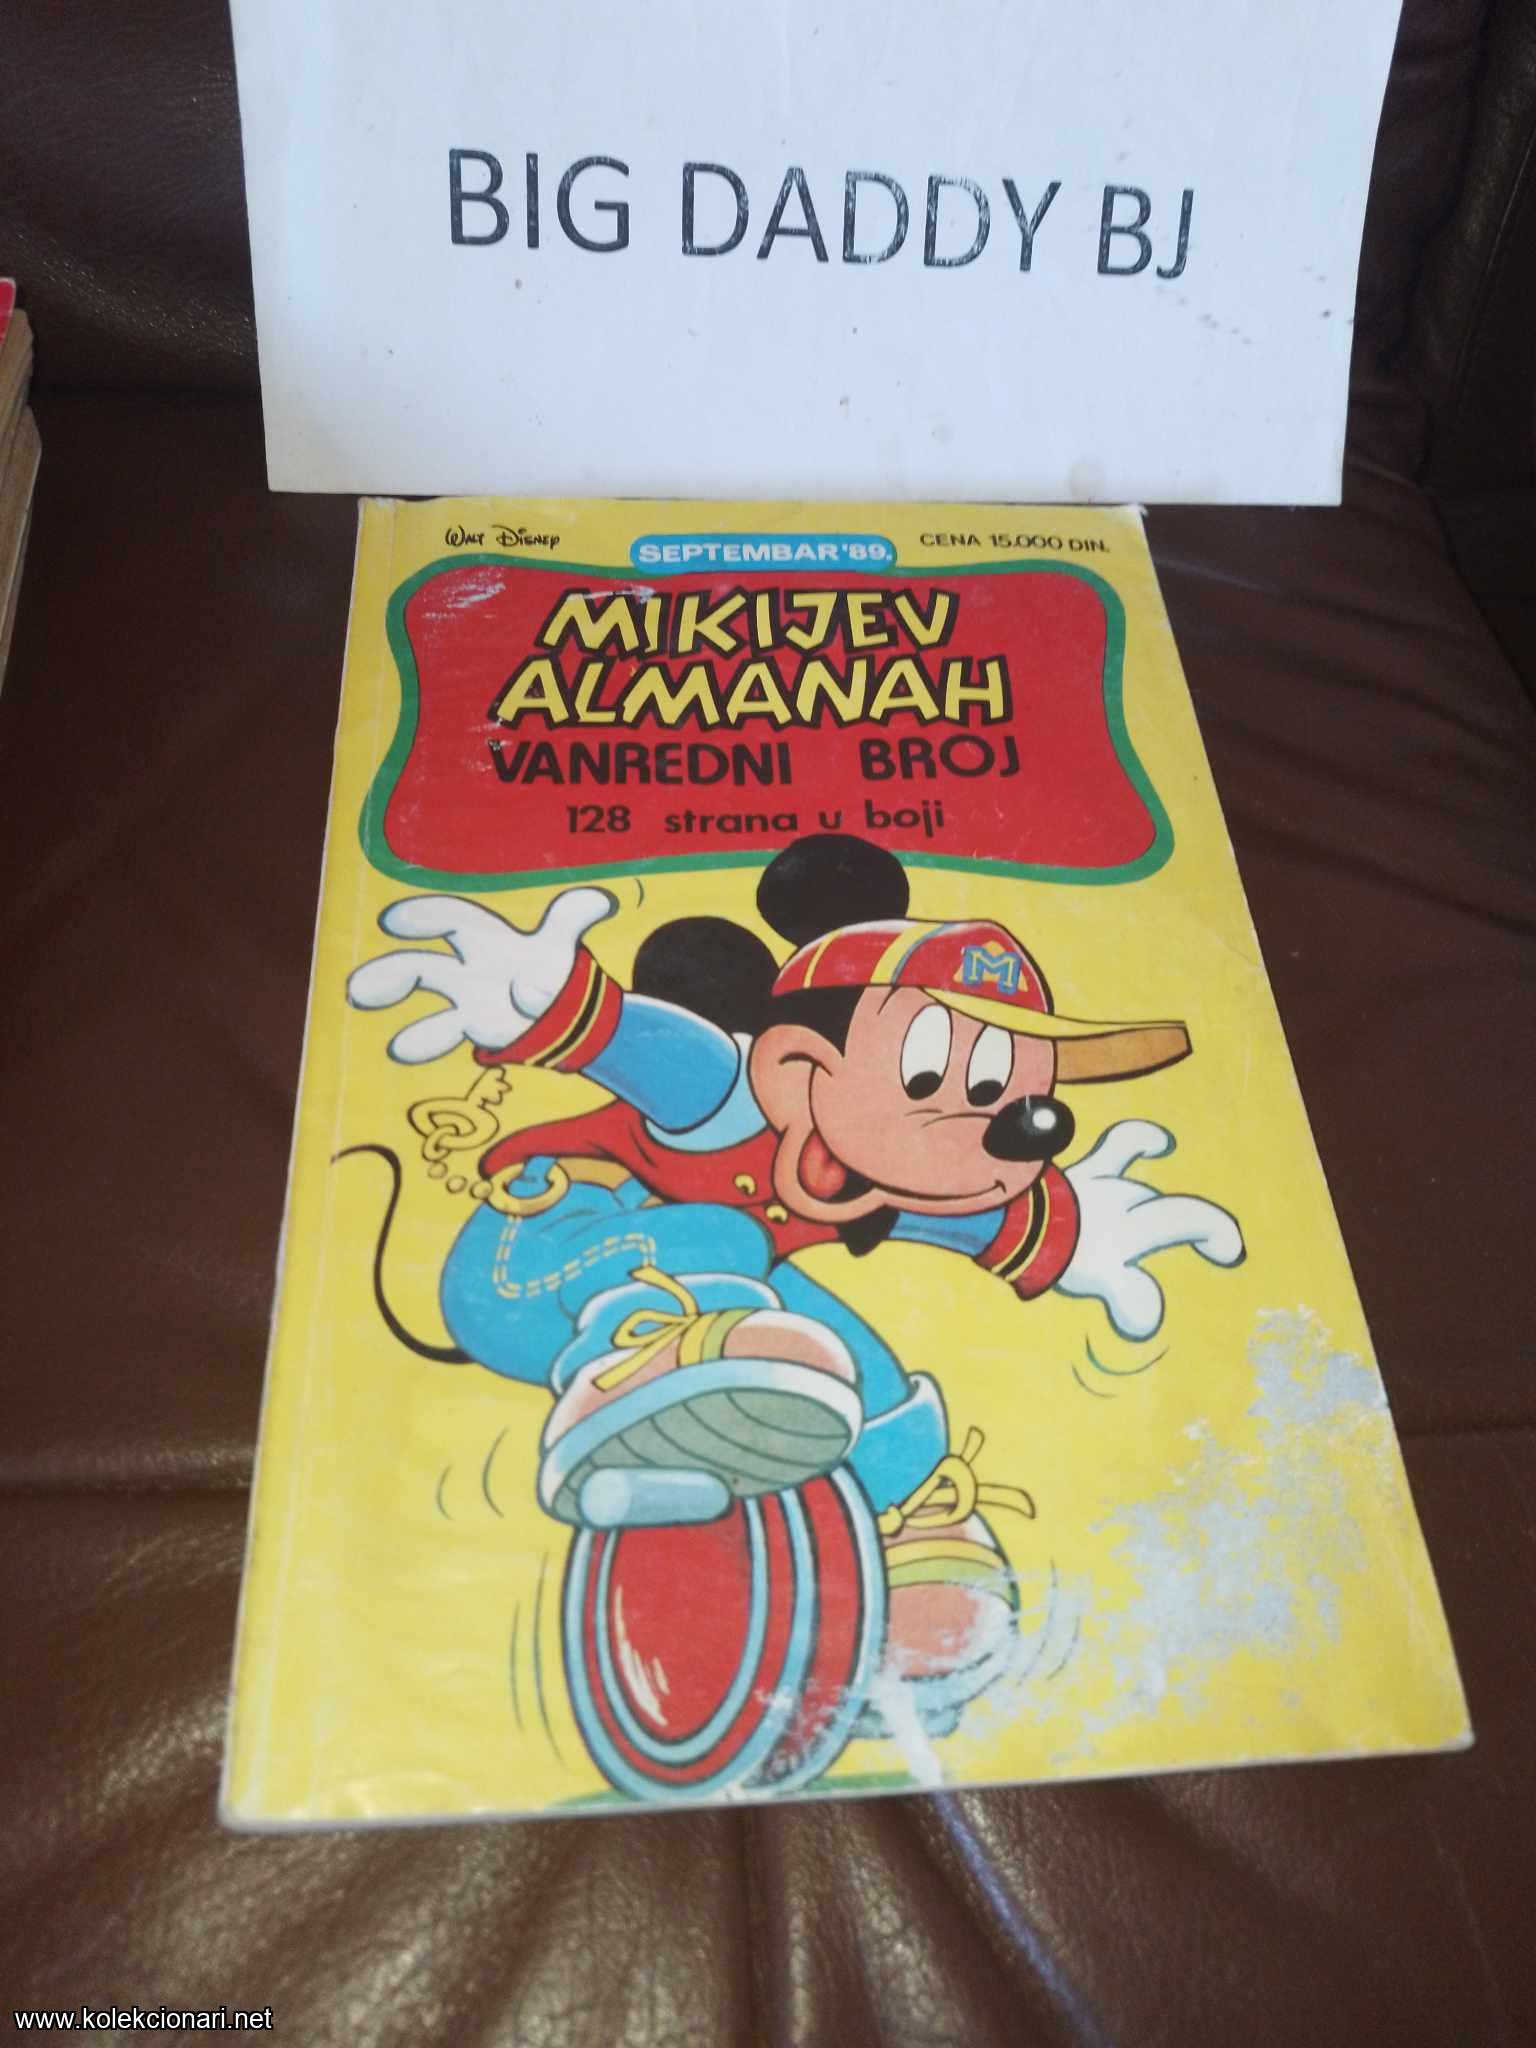 BIG DADDY BJ
WALT DISNEY
SEPTEMBAR '89.
CENA 15.000 DIN.
MIKIJEV
ALMANAH
VANREDNI BROJ
128 strana u boji
M
www.kolekcionari.net